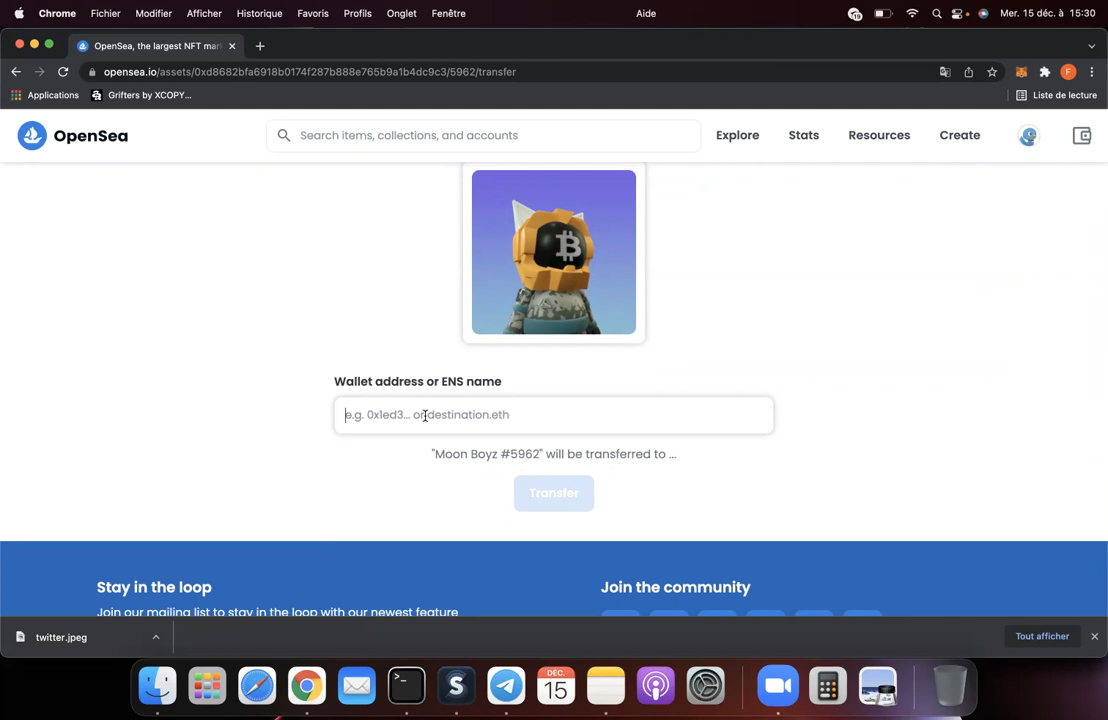 Chrome Fichier Modifier Afficher Historique Favoris Profils Onglet Fenêtre Aide 19 Mer. 15 déc. à 15:30
OpenSea, the largest NFT mar
opensea.io/assets/0xd8682bfa6918b0174f287b888e765b9a1b4dc9c3/5962/transfer F
Applications Grifters by XCOPY... Liste de lecture
OpenSea Search items, collections, and accounts Explore Stats Resources Create
Wallet address or ENS name
e.g. 0x1ed3... or destination.eth
"Moon Boyz #5962" will be transferred to ...
Transfer
Stay in the loop
Join our mailing list to stay in the loop with our newest feature
Join the community
twitter.jpeg Tout afficher
DÉC.
15